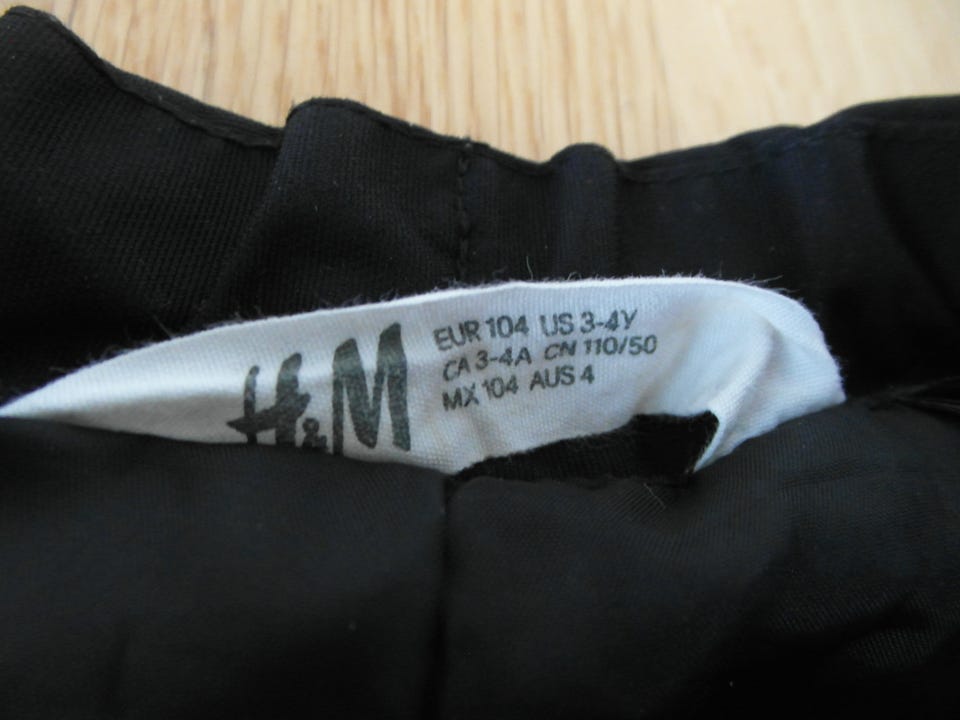 H&M
EUR 104 US 3-4Y
CA 3-4A CN 110/50
MX 104 AUS 4